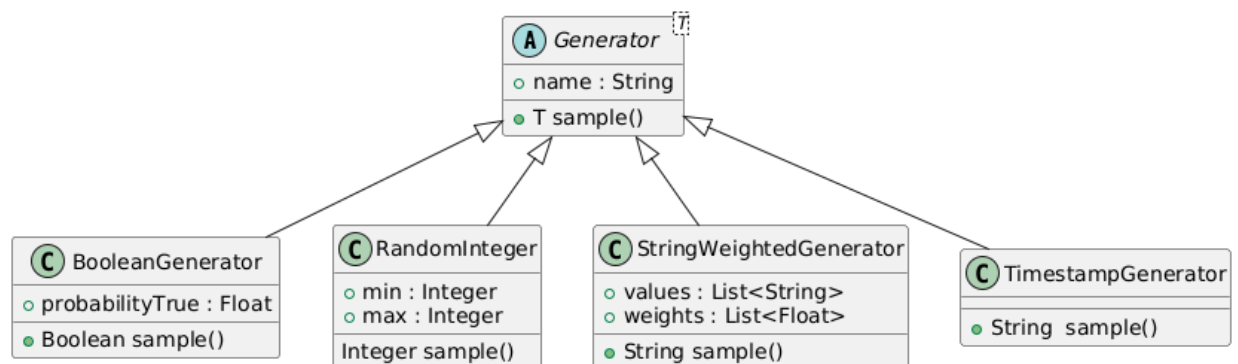 T
A Generator
name : String
T sample()
C BooleanGenerator
probabilityTrue : Float
Boolean sample()
C RandomInteger
min : Integer
max : Integer
Integer sample()
C StringWeightedGenerator
values : List<String>
weights : List<Float>
String sample()
C TimestampGenerator
String  sample()